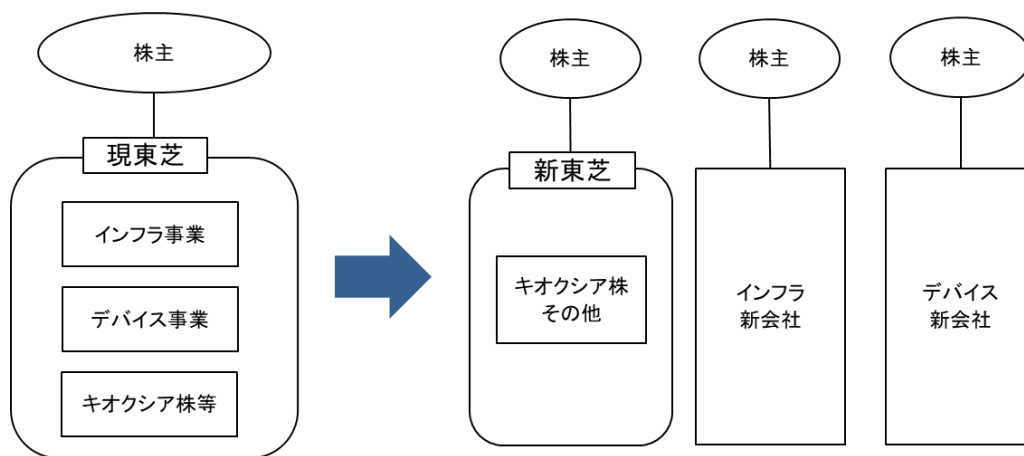 株主
現東芝
インフラ事業
デバイス事業
キオクシア株等
株主
新東芝
キオクシア株
その他
株主
インフラ
新会社
株主
デバイス
新会社